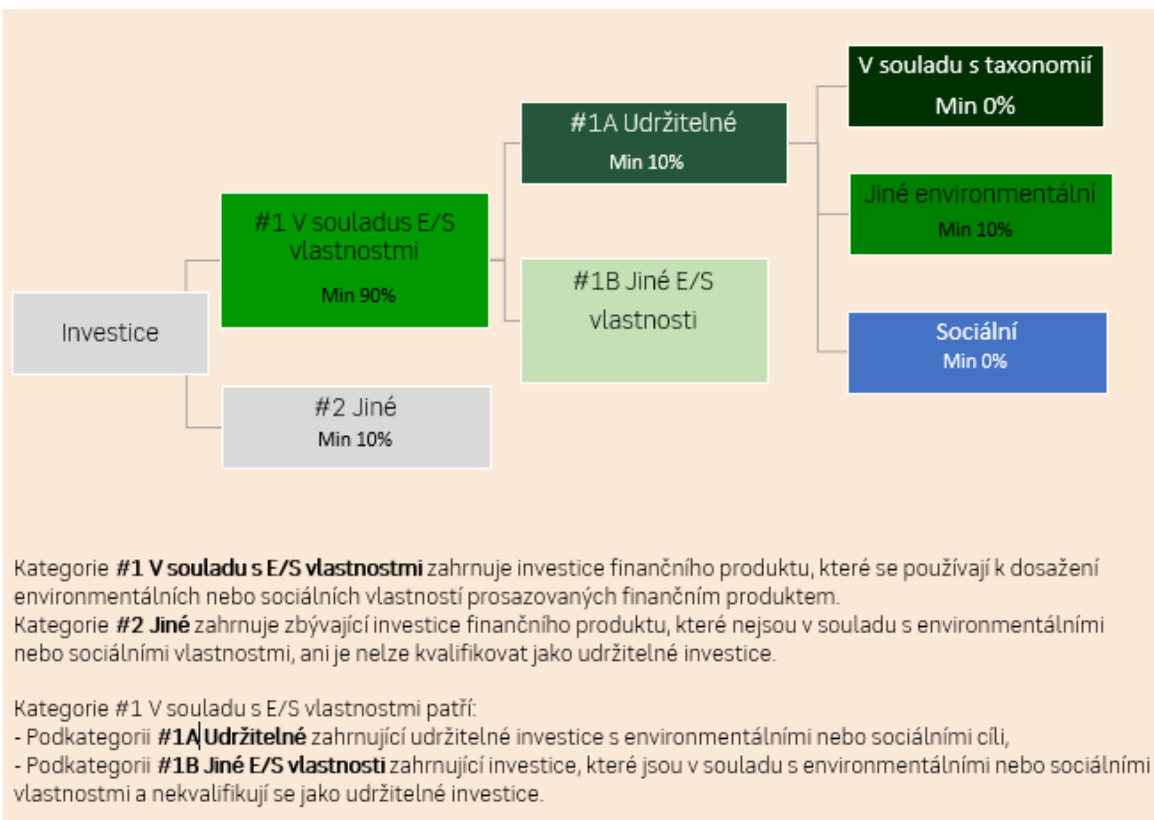 V souladu s taxonomií
Min 0%
#1A Udržitelné
Min 10%
Jiné environmentální
Min 10%
#1 V souladus E/S
vlastnostmi
Min 90%
#1B Jiné E/S
vlastnosti
Investice
Sociální
Min 0%
#2 Jiné
Min 10%
Kategorie #1 V souladu s E/S vlastnostmi zahrnuje investice finančního produktu, které se používají k dosažení
environmentálních nebo sociálních vlastností prosazovaných finančním produktem.
Kategorie #2 Jiné zahrnuje zbývající investice finančního produktu, které nejsou v souladu s environmentálními
nebo sociálními vlastnostmi, ani je nelze kvalifikovat jako udržitelné investice.
Kategorie #1 V souladu s E/S vlastnostmi patří:
- Podkategorii #1A Udržitelné zahrnující udržitelné investice s environmentálními nebo sociálními cíli,
- Podkategorii #1B Jiné E/S vlastnosti zahrnující investice, které jsou v souladu s environmentálními nebo sociálními
vlastnostmi a nekvalifikují se jako udržitelné investice.